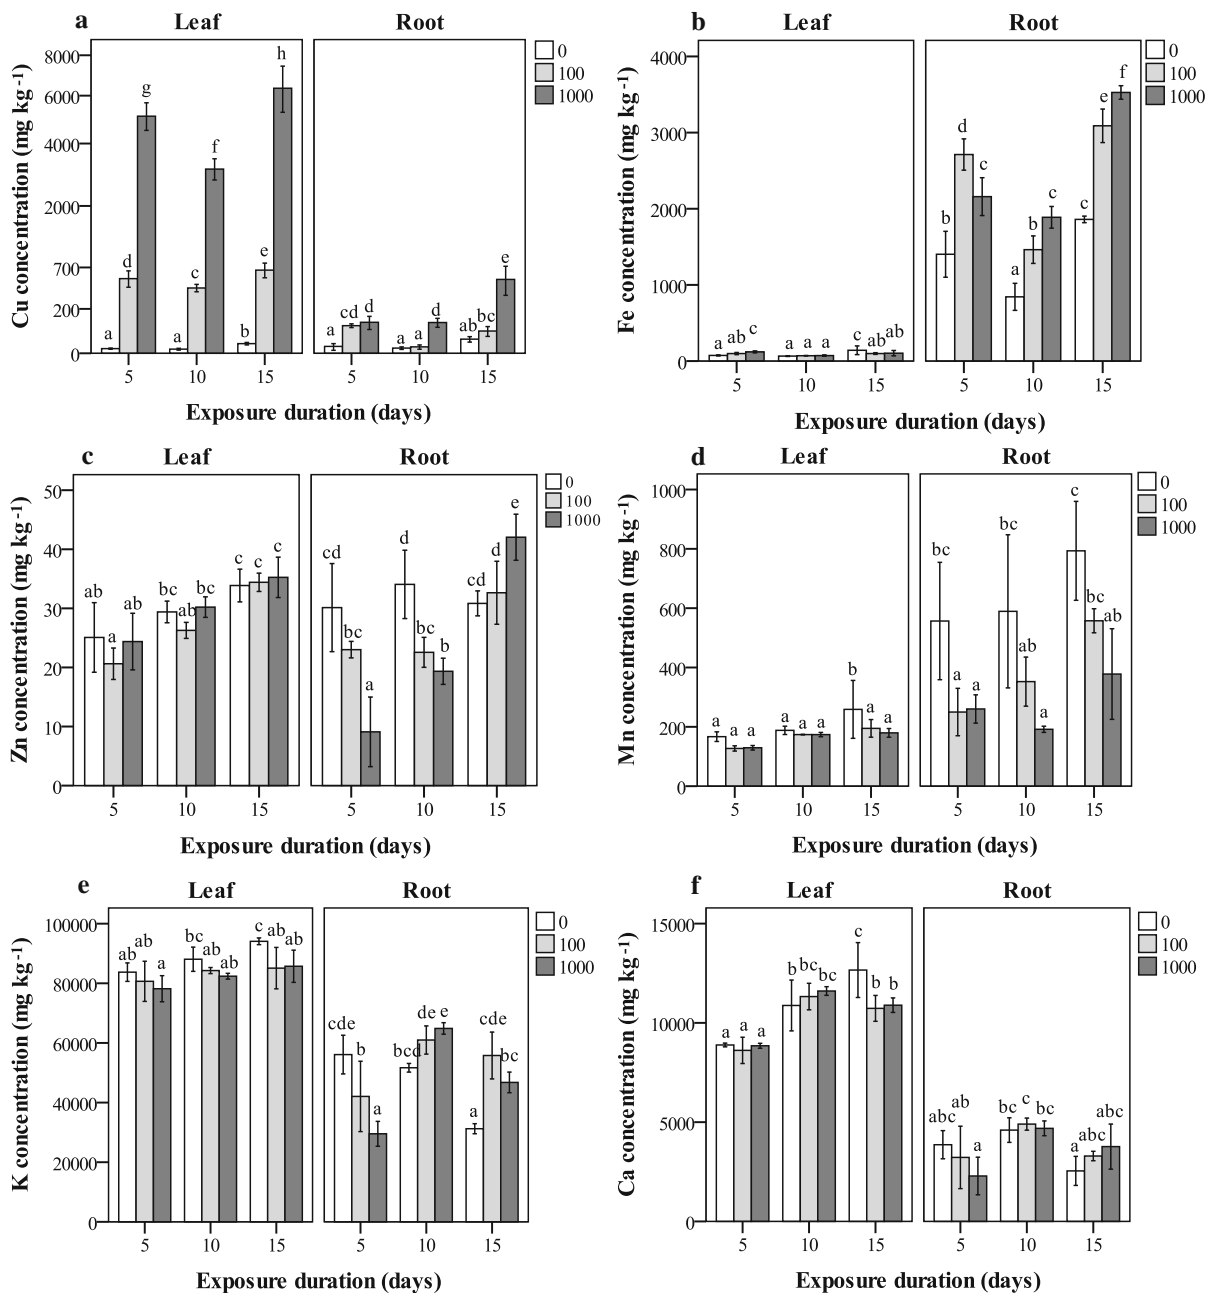 a
Leaf
Root
Cu concentration (mg kg-1)
8000
6000
4000
2000
700
200
0
a d g a c f b e h
a cd d a a d ab bc e
5 10 15
5 10 15
Exposure duration (days)
0
100
1000
b
Leaf
Root
Fe concentration (mg kg-1)
4000
3000
2000
1000
0
a ab c a a a c ab ab
b d c a b c c e f
5 10 15
5 10 15
Exposure duration (days)
0
100
1000
c
Leaf
Root
Zn concentration (mg kg-1)
50
40
30
20
10
0
ab a ab bc ab bc c c c
cd bc a d bc b cd d e
5 10 15
5 10 15
Exposure duration (days)
0
100
1000
d
Leaf
Root
Mn concentration (mg kg-1)
1000
800
600
400
200
0
a a a a a a b a a
bc a a bc ab a c bc ab
5 10 15
5 10 15
Exposure duration (days)
0
100
1000
e
Leaf
Root
K concentration (mg kg-1)
100000
80000
60000
40000
20000
0
ab ab a bc ab ab c ab ab
cde b a bcd de e a cde bc
5 10 15
5 10 15
Exposure duration (days)
0
100
1000
f
Leaf
Root
Ca concentration (mg kg-1)
15000
10000
5000
0
a a a b bc bc c b b
abc ab a bc c bc a abc abc
5 10 15
5 10 15
Exposure duration (days)
0
100
1000